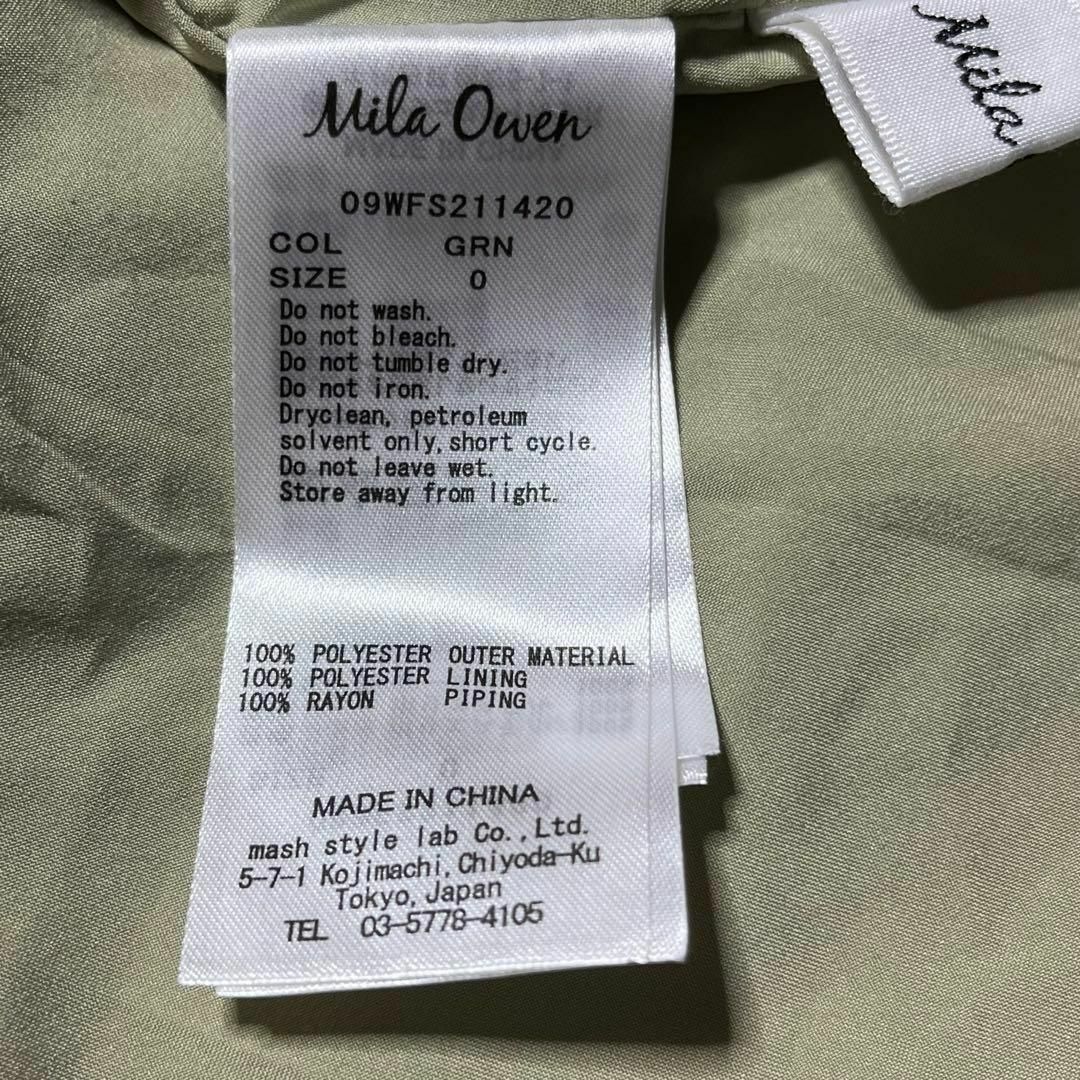 Mila Owen
09WFS211420
COL GRN
SIZE 0
Do not wash.
Do not bleach.
Do not tumble dry.
Do not iron.
Dryclean, petroleum
solvent only, short cycle.
Do not leave wet.
Store away from light.
100% POLYESTER OUTER MATERIAL
100% POLYESTER LINING
100% RAYON PIPING
MADE IN CHINA
mash style lab Co., Ltd.
5-7-1 Kojimachi, Chiyoda-Ku
Tokyo, Japan
TEL 03-5778-4105
Mila